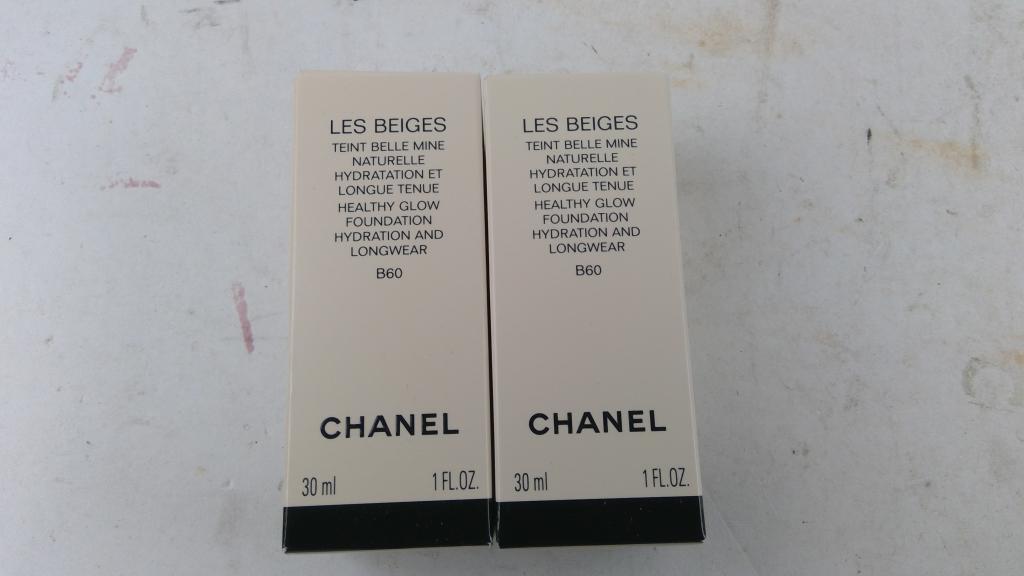 LES BEIGES
TEINT BELLE MINE
NATURELLE
HYDRATATION ET
LONGUE TENUE
HEALTHY GLOW
FOUNDATION
HYDRATION AND
LONGWEAR
B60
CHANEL
30 ml 1 FL.OZ.
LES BEIGES
TEINT BELLE MINE
NATURELLE
HYDRATATION ET
LONGUE TENUE
HEALTHY GLOW
FOUNDATION
HYDRATION AND
LONGWEAR
B60
CHANEL
30 ml 1 FL.OZ.